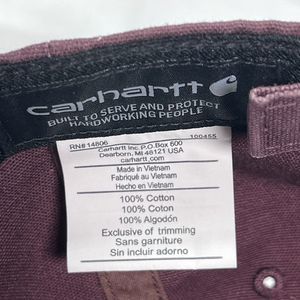 carhartt
BUILT TO SERVE AND PROTECT
HARDWORKING PEOPLE
RN# 14806 100455
Carhartt Inc. P.O.Box 600
Dearborn, MI 48121 USA
carhartt.com
Made in Vietnam
Fabriqué au Vietnam
Hecho en Vietnam
100% Cotton
100% Coton
100% Algodón
Exclusive of trimming
Sans garniture
Sin incluir adorno